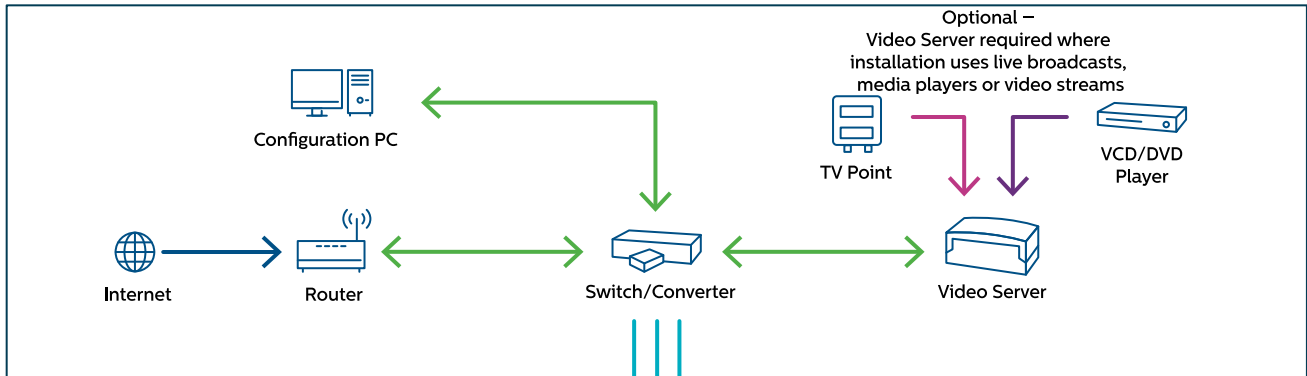 Optional –
Video Server required where
installation uses live broadcasts,
media players or video streams
Configuration PC
TV Point
VCD/DVD
Player
Internet
Router
Switch/Converter
Video Server